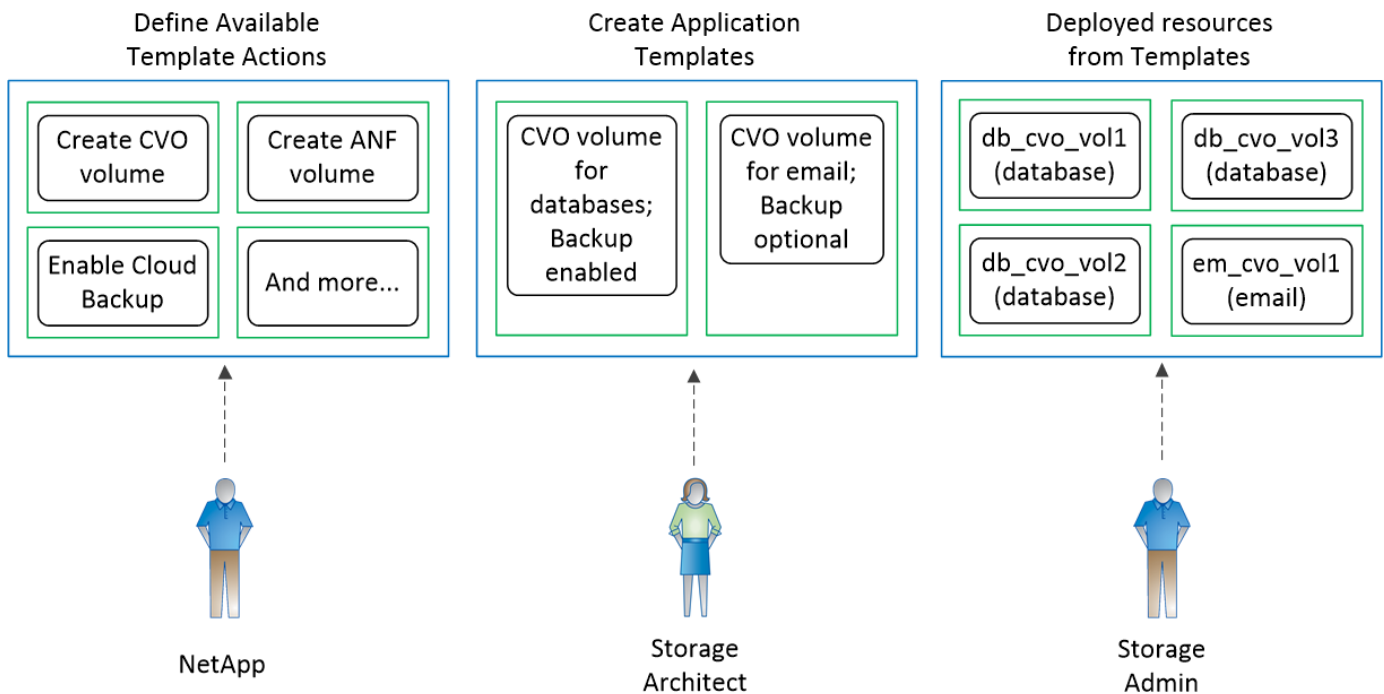 Define Available
Template Actions
Create CVO
volume
Create ANF
volume
Enable Cloud
Backup
And more...
NetApp
Create Application
Templates
CVO volume
for
databases;
Backup
enabled
CVO volume
for email;
Backup
optional
Storage
Architect
Deployed resources
from Templates
db_cvo_vol1
(database)
db_cvo_vol3
(database)
db_cvo_vol2
(database)
em_cvo_vol1
(email)
Storage
Admin